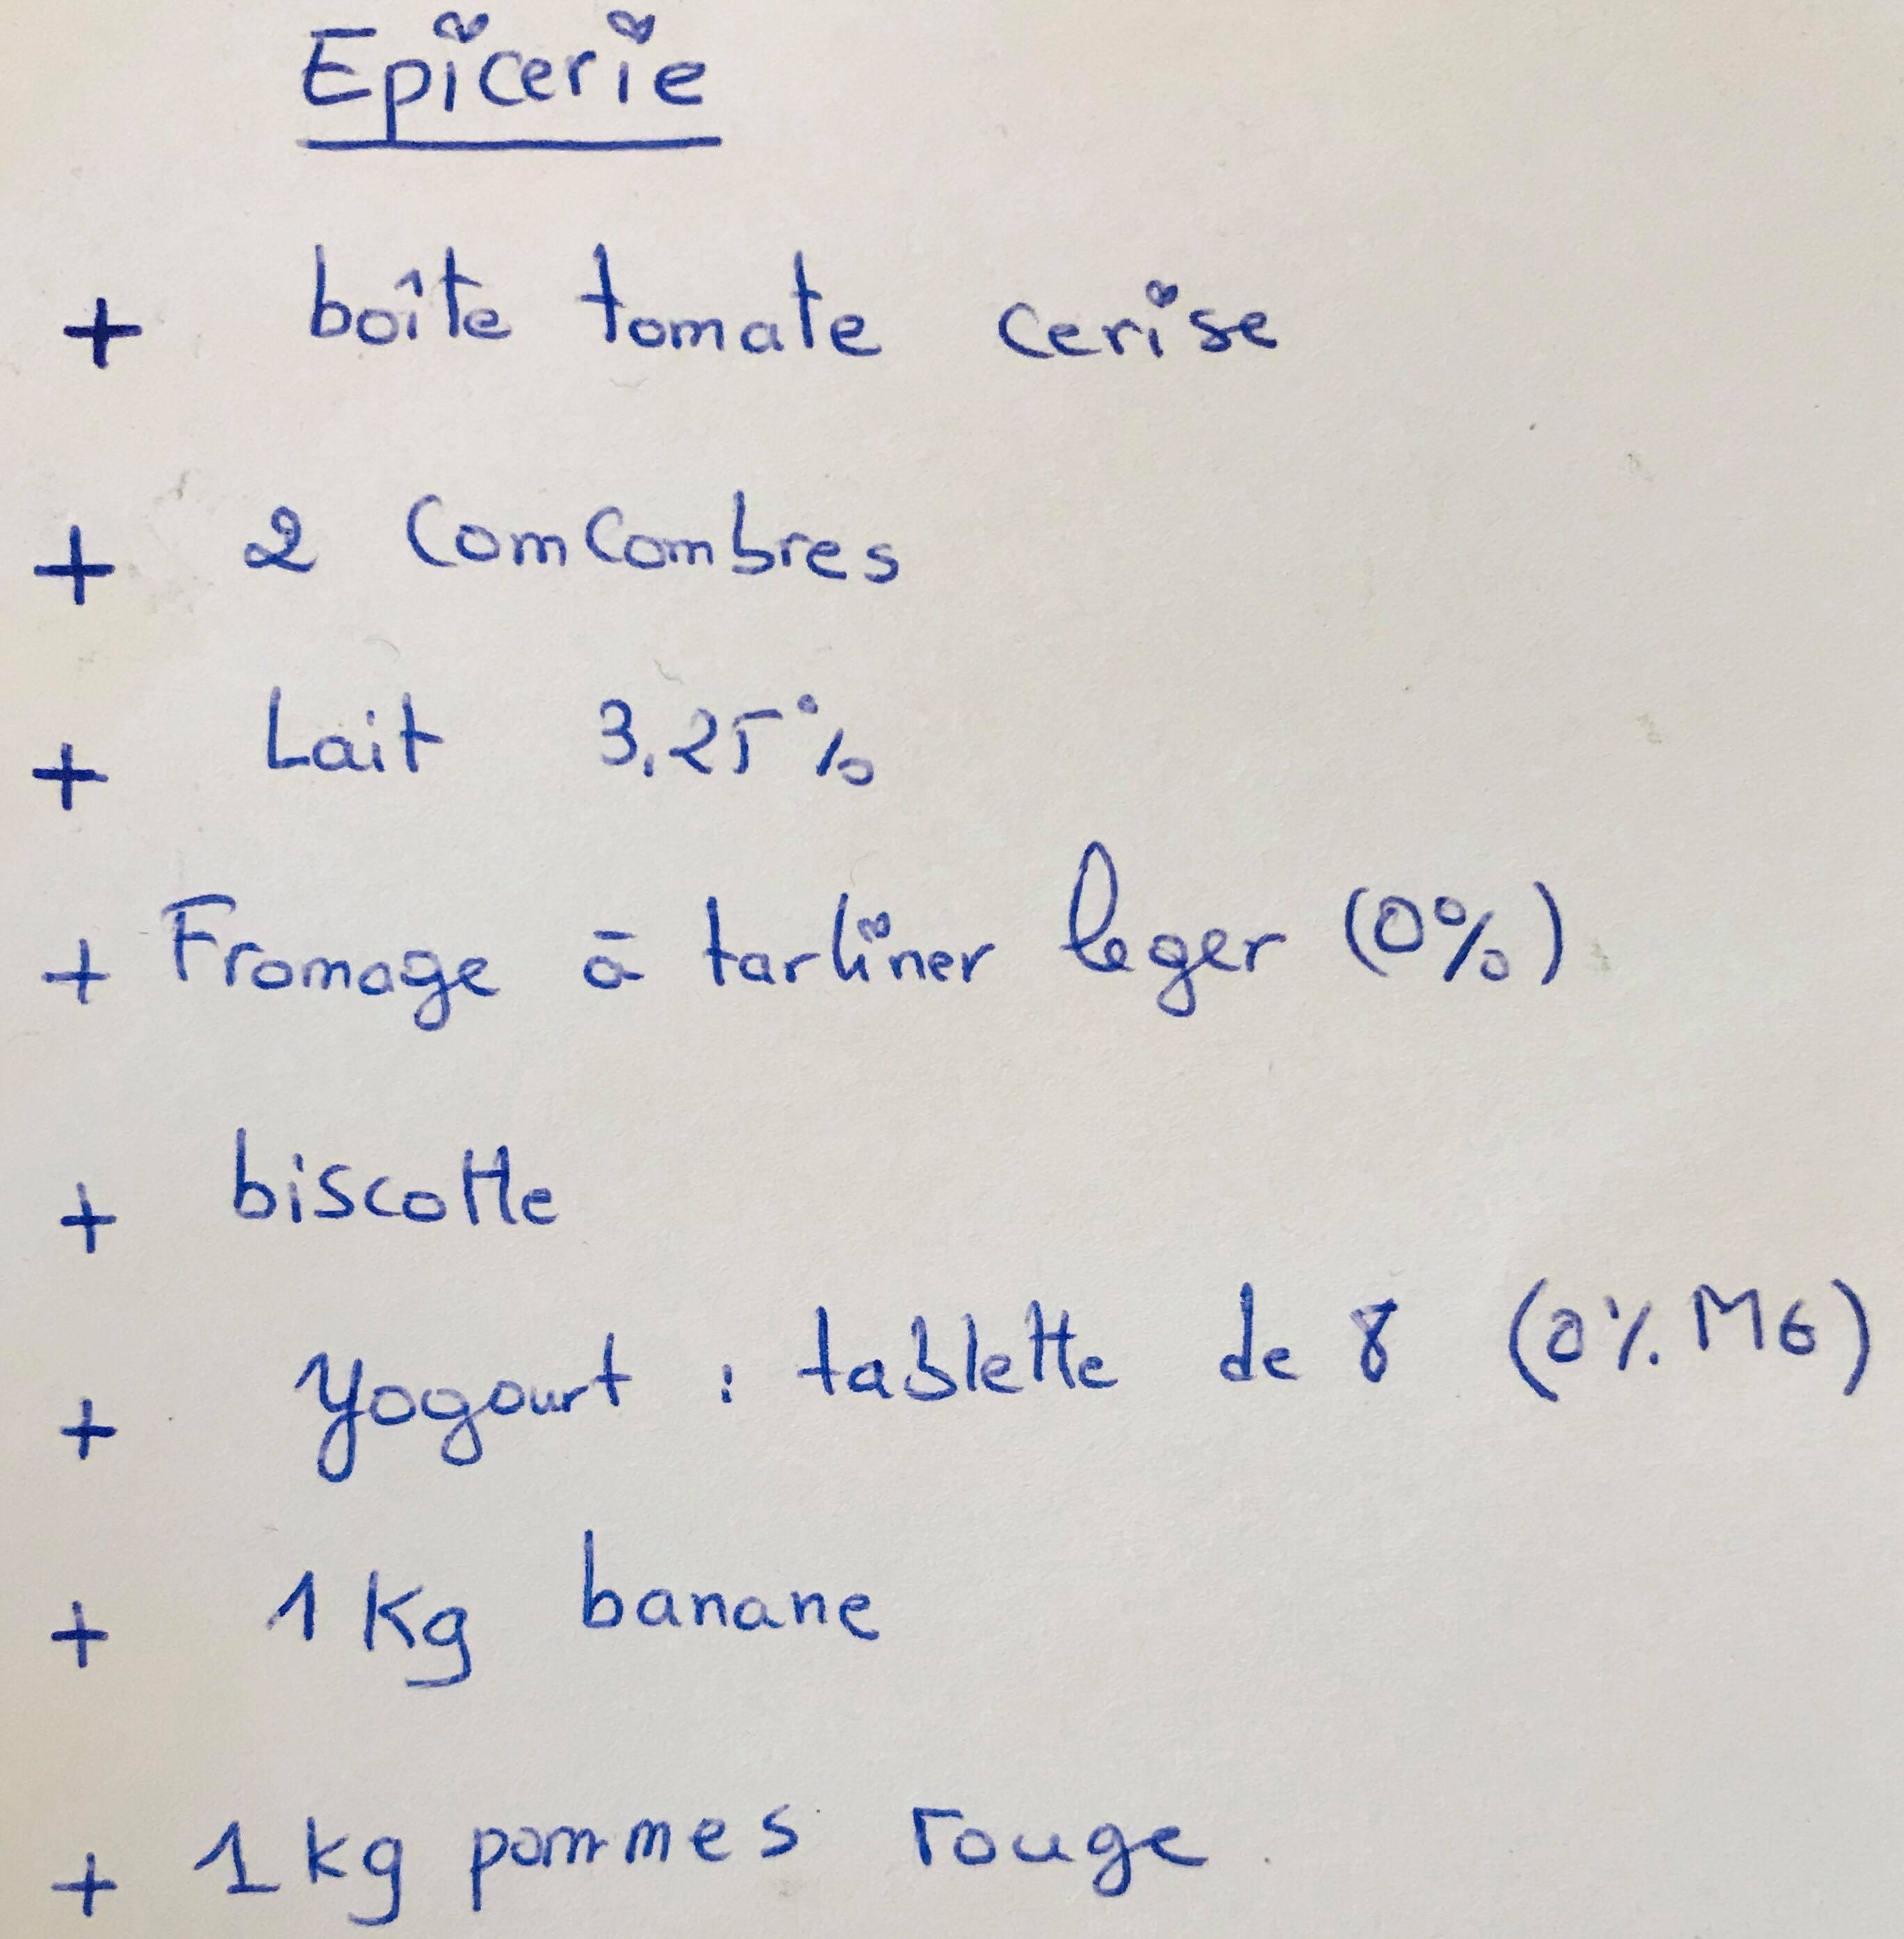 Epicerie
+ boîte tomate cerise
+ 2 Comcombres
+ Lait 3,25%
+ Fromage à tartiner leger (0%)
+ biscotte
+ Yogourt : tablette de 8 (0% MG)
+ 1 Kg banane
+ 1 kg pommes rouge